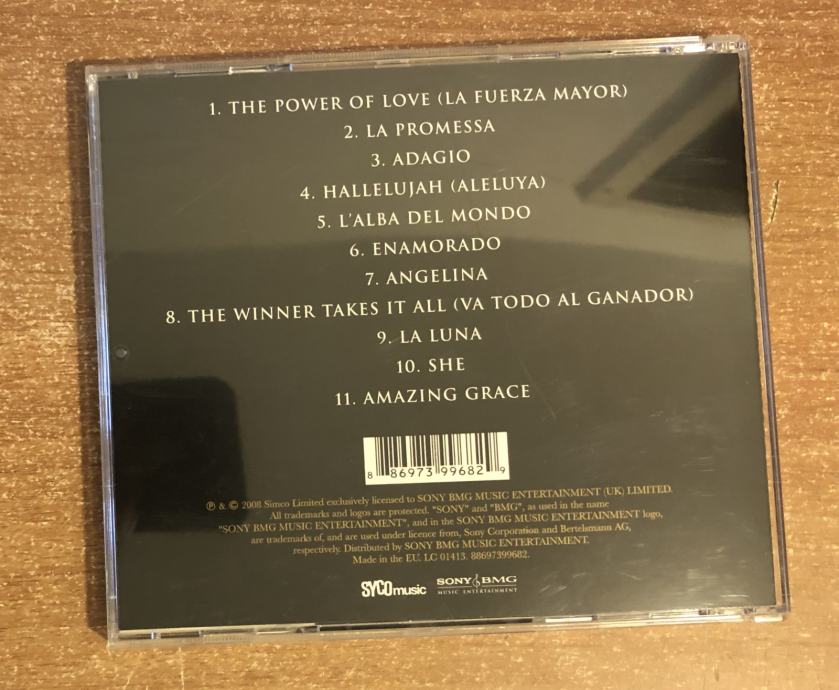 1. THE POWER OF LOVE (LA FUERZA MAYOR)
2. LA PROMESSA
3. ADAGIO
4. HALLELUJAH (ALELUYA)
5. L'ALBA DEL MONDO
6. ENAMORADO
7. ANGELINA
8. THE WINNER TAKES IT ALL (VA TODO AL GANADOR)
9. LA LUNA
10. SHE
11. AMAZING GRACE
8 86973 99682 9
℗ & © 2008 Simco Limited exclusively licensed to SONY BMG MUSIC ENTERTAINMENT (UK) LIMITED.
All trademarks and logos are protected. "SONY" and "BMG", as used in the name
"SONY BMG MUSIC ENTERTAINMENT", and in the SONY BMG MUSIC ENTERTAINMENT logo,
are trademarks of, and are used under licence from, Sony Corporation and Bertelsmann AG,
respectively. Distributed by SONY BMG MUSIC ENTERTAINMENT.
Made in the EU. LC 01413. 88697399682.
SYCOmusic SONY BMG
MUSIC ENTERTAINMENT